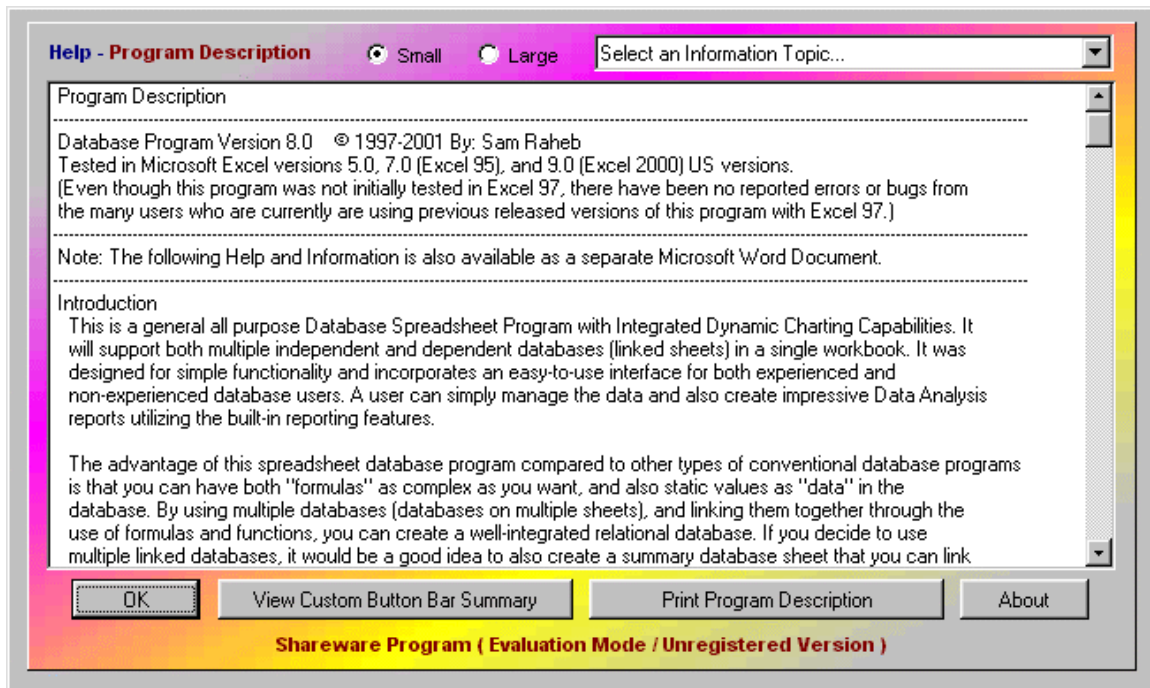 Help - Program Description
Small
Large
Select an Information Topic...
Program Description
Database Program Version 8.0 © 1997-2001 By: Sam Raheb
Tested in Microsoft Excel versions 5.0, 7.0 (Excel 95), and 9.0 (Excel 2000) US versions.
(Even though this program was not initially tested in Excel 97, there have been no reported errors or bugs from
the many users who are currently are using previous released versions of this program with Excel 97.)
Note: The following Help and Information is also available as a separate Microsoft Word Document.
Introduction
This is a general all purpose Database Spreadsheet Program with Integrated Dynamic Charting Capabilities. It
will support both multiple independent and dependent databases (linked sheets) in a single workbook. It was
designed for simple functionality and incorporates an easy-to-use interface for both experienced and
non-experienced database users. A user can simply manage the data and also create impressive Data Analysis
reports utilizing the built-in reporting features.
The advantage of this spreadsheet database program compared to other types of conventional database programs
is that you can have both "formulas" as complex as you want, and also static values as "data" in the
database. By using multiple databases (databases on multiple sheets), and linking them together through the
use of formulas and functions, you can create a well-integrated relational database. If you decide to use
multiple linked databases, it would be a good idea to also create a summary database sheet that you can link
OK
View Custom Button Bar Summary
Print Program Description
About
Shareware Program ( Evaluation Mode / Unregistered Version )